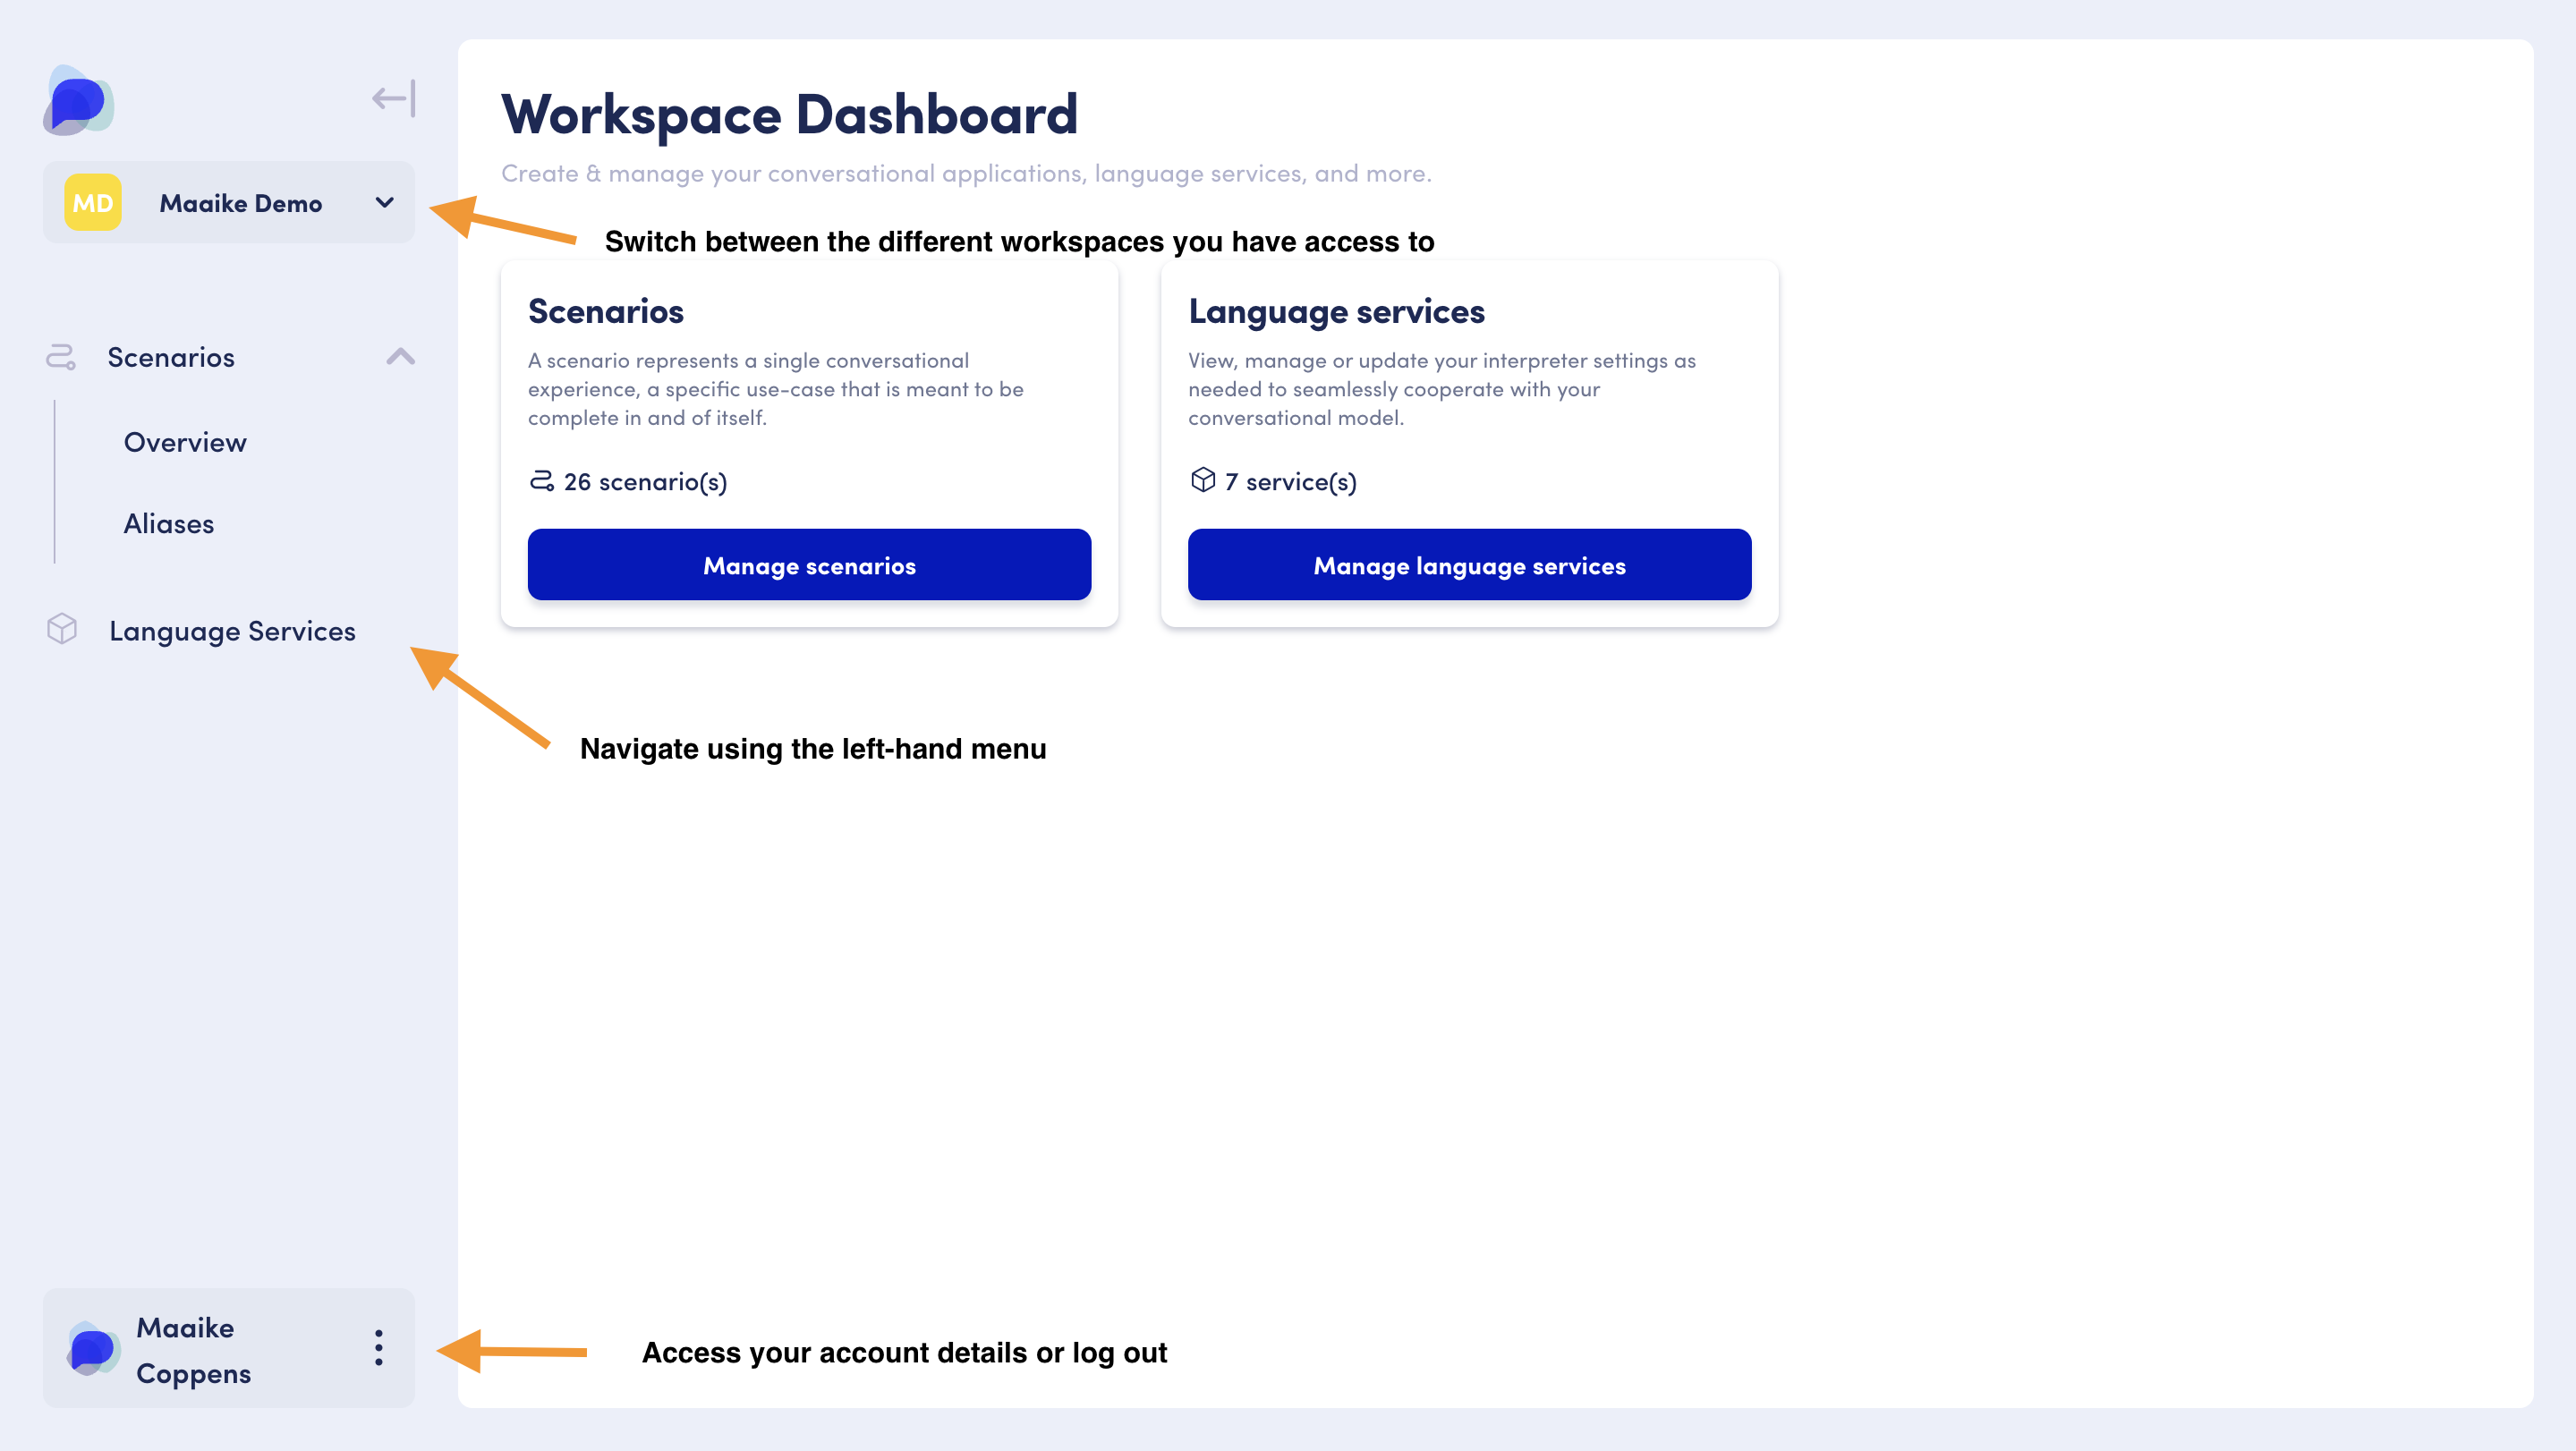 MD
Maaike Demo
Scenarios
Overview
Aliases
Language Services
Maaike
Coppens
Workspace Dashboard
Create & manage your conversational applications, language services, and more.
Switch between the different workspaces you have access to
Scenarios
A scenario represents a single conversational
experience, a specific use-case that is meant to be
complete in and of itself.
26 scenario(s)
Manage scenarios
Language services
View, manage or update your interpreter settings as
needed to seamlessly cooperate with your
conversational model.
7 service(s)
Manage language services
Navigate using the left-hand menu
Access your account details or log out